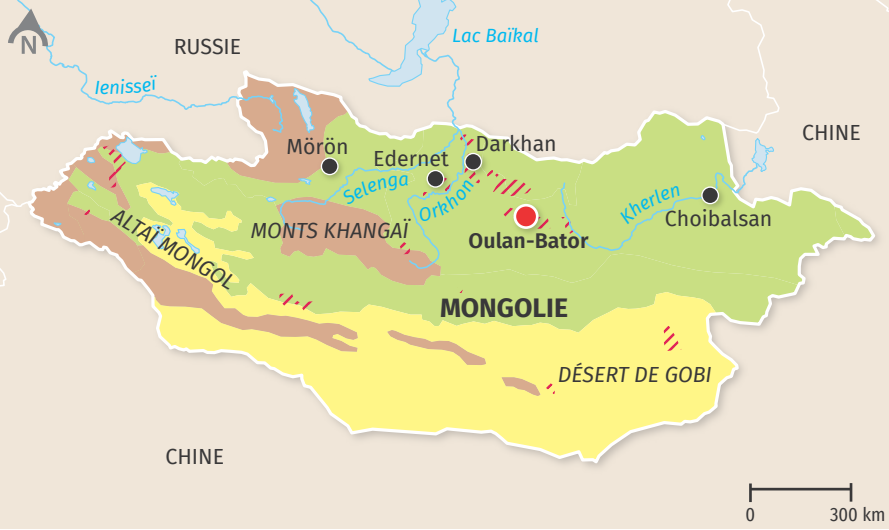 N
RUSSIE
Lac Baïkal
Ienisseï
CHINE
Mörön
Edernet
Darkhan
Selenga
Orkhon
Kherlen
Choibalsan
ALTAÏ MONGOL
MONTS KHANGAÏ
Oulan-Bator
MONGOLIE
DÉSERT DE GOBI
CHINE
0 300 km